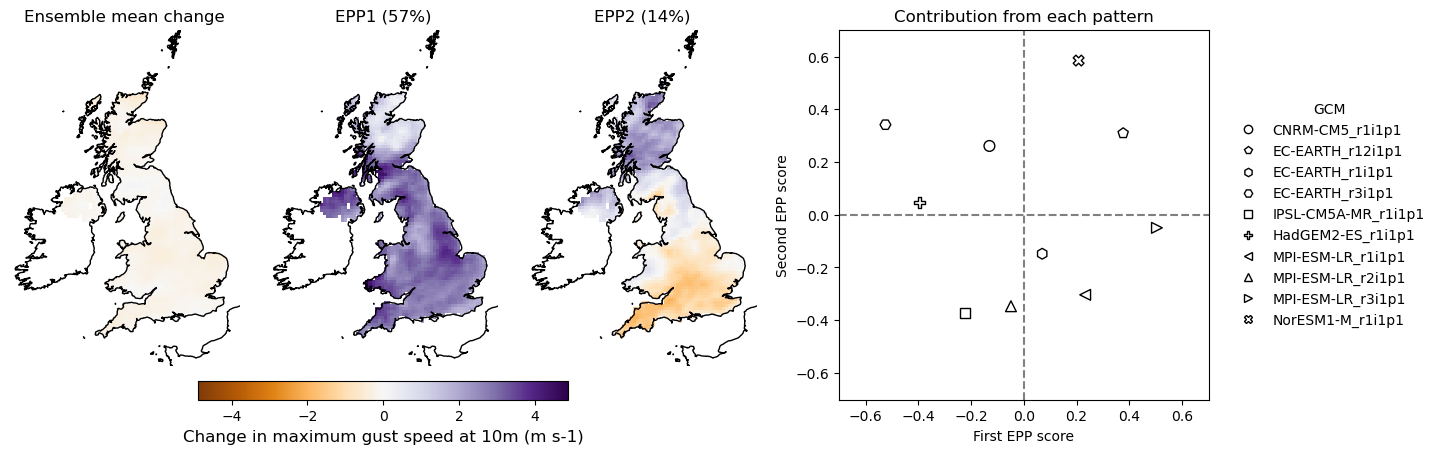 Ensemble mean change
EPP1 (57%)
EPP2 (14%)
−4 −2 0 2 4
Change in maximum gust speed at 10m (m s-1)
Contribution from each pattern
0.6
0.4
0.2
0.0
−0.2
−0.4
−0.6
Second EPP score
−0.6 −0.4 −0.2 0.0 0.2 0.4 0.6
First EPP score
GCM
CNRM-CM5_r1i1p1
EC-EARTH_r12i1p1
EC-EARTH_r1i1p1
EC-EARTH_r3i1p1
IPSL-CM5A-MR_r1i1p1
HadGEM2-ES_r1i1p1
MPI-ESM-LR_r1i1p1
MPI-ESM-LR_r2i1p1
MPI-ESM-LR_r3i1p1
NorESM1-M_r1i1p1